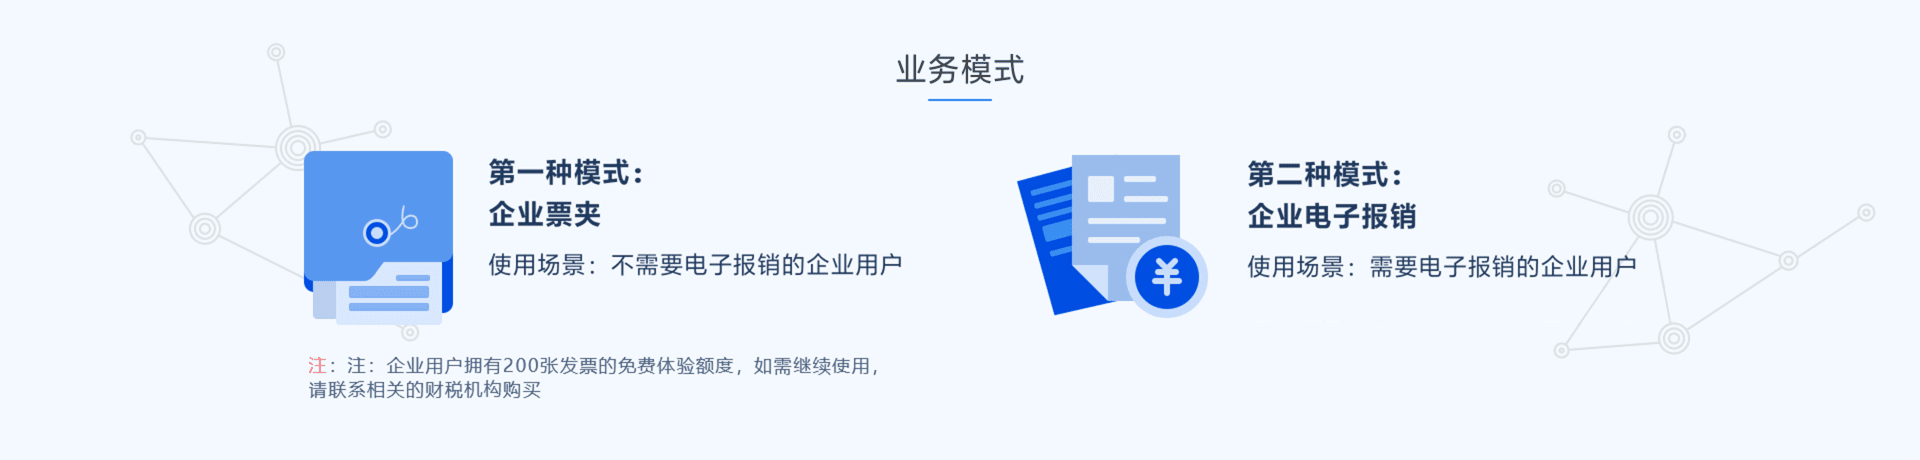 业务模式
第一种模式：
企业票夹
使用场景：不需要电子报销的企业用户
注：注：企业用户拥有200张发票的免费体验额度，如需继续使用，
请联系相关的财税机构购买
第二种模式：
企业电子报销
使用场景：需要电子报销的企业用户